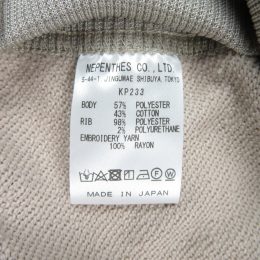 NEPENTHES CO., LTD.
5-44-1 JINGUMAE SHIBUYA, TOKYO
KP233
BODY 57% POLYESTER
43% COTTON
RIB 98% POLYESTER
2% POLYURETHANE
EMBROIDERY YARN
100% RAYON
MADE IN JAPAN